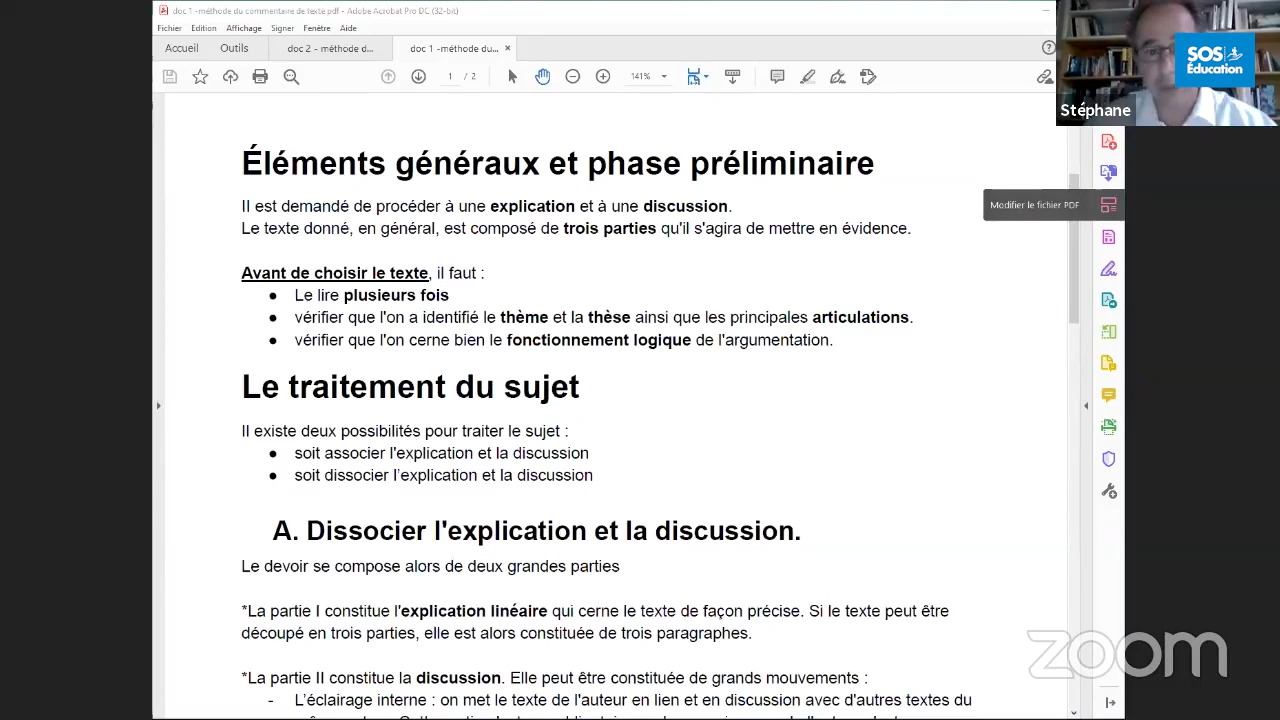 doc 1 -méthode du commentaire de texte.pdf - Adobe Acrobat Pro DC (32-bit)
Fichier Edition Affichage Signer Fenêtre Aide
Accueil Outils doc 2 - méthode d... doc 1 -méthode du... ×
1 / 2 141%
SOS Éducation
Stéphane
Modifier le fichier PDF
Éléments généraux et phase préliminaire
Il est demandé de procéder à une explication et à une discussion.
Le texte donné, en général, est composé de trois parties qu'il s'agira de mettre en évidence.
Avant de choisir le texte, il faut :
● Le lire plusieurs fois
● vérifier que l'on a identifié le thème et la thèse ainsi que les principales articulations.
● vérifier que l'on cerne bien le fonctionnement logique de l'argumentation.
Le traitement du sujet
Il existe deux possibilités pour traiter le sujet :
● soit associer l'explication et la discussion
● soit dissocier l'explication et la discussion
A. Dissocier l'explication et la discussion.
Le devoir se compose alors de deux grandes parties
*La partie I constitue l'explication linéaire qui cerne le texte de façon précise. Si le texte peut être
découpé en trois parties, elle est alors constituée de trois paragraphes.
*La partie II constitue la discussion. Elle peut être constituée de grands mouvements :
- L'éclairage interne : on met le texte de l'auteur en lien et en discussion avec d'autres textes du
zoom